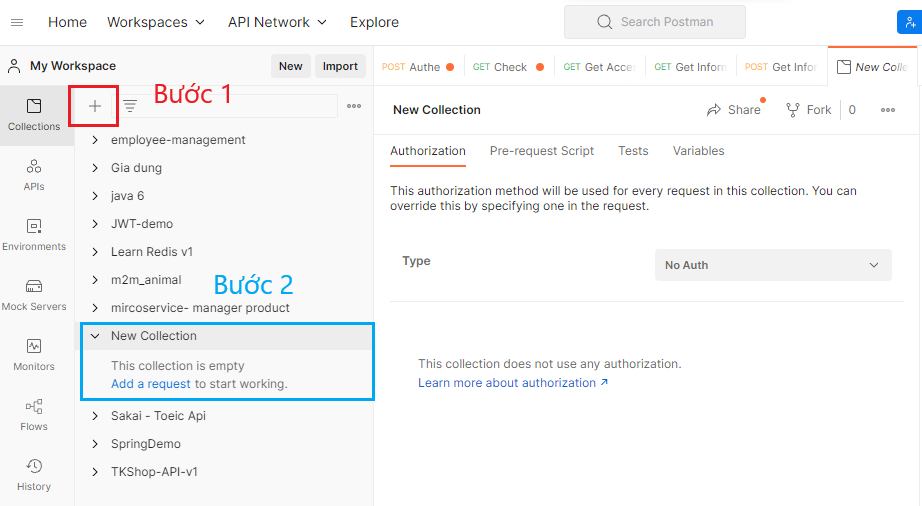 Home Workspaces API Network Explore Search Postman
My Workspace New Import
POST Authe GET Check GET Get Acce GET Get Inform POST Get Infor New Colle
Bước 1
Collections
APIs
Environments
Mock Servers
Monitors
Flows
History
employee-management
Gia dung
java 6
JWT-demo
Learn Redis v1
m2m_animal
Bước 2
mircoservice- manager product
New Collection
This collection is empty
Add a request to start working.
Sakai - Toeic Api
SpringDemo
TKShop-API-v1
New Collection Share Fork 0
Authorization Pre-request Script Tests Variables
This authorization method will be used for every request in this collection. You can
override this by specifying one in the request.
Type No Auth
This collection does not use any authorization.
Learn more about authorization ↗